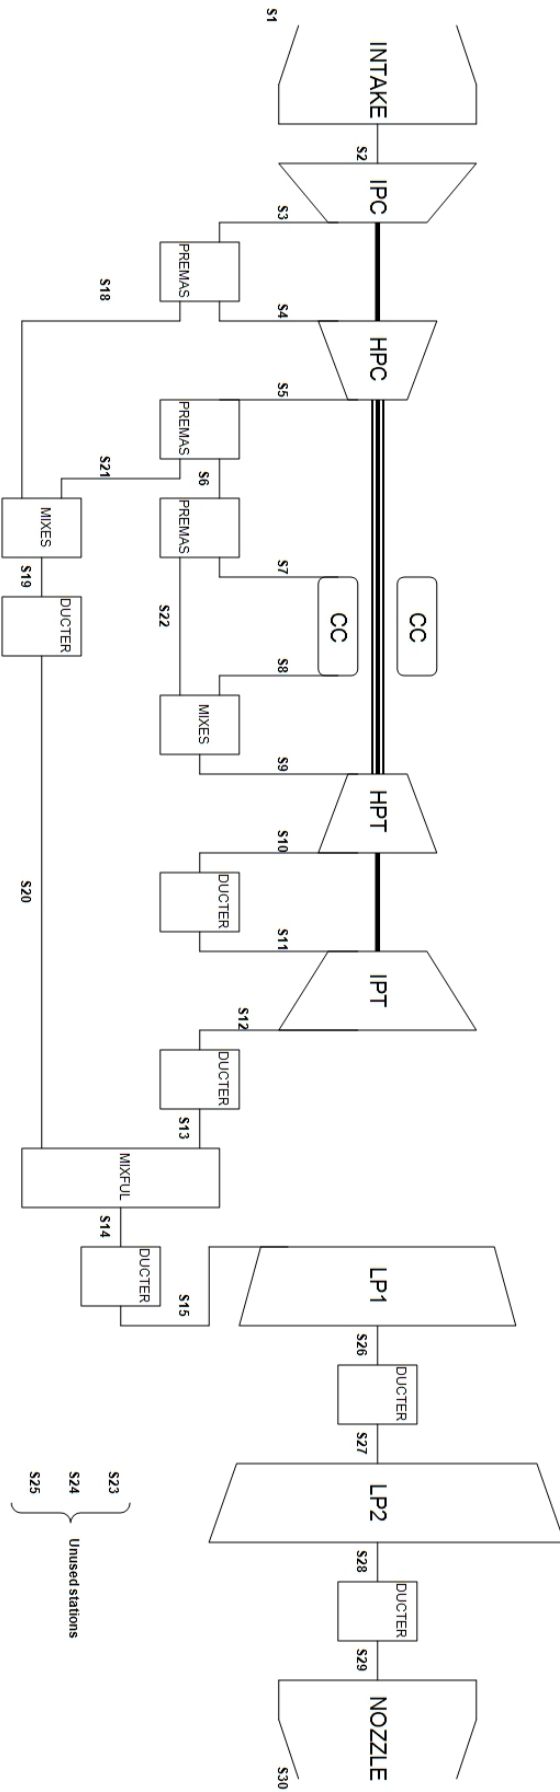 S1
INTAKE
S2
IPC
S3
PREMAS
S18
S4
HPC
S5
PREMAS
S21
S6
PREMAS
MIXES
S19
DUCTER
S7
S22
CC
CC
S8
MIXES
S9
HPT
S10
DUCTER
S20
S11
IPT
S12
DUCTER
S13
MIXFUL
S14
DUCTER
S15
LP1
S26
DUCTER
S27
LP2
S28
DUCTER
S29
NOZZLE
S30
S23
S24
S25
Unused stations